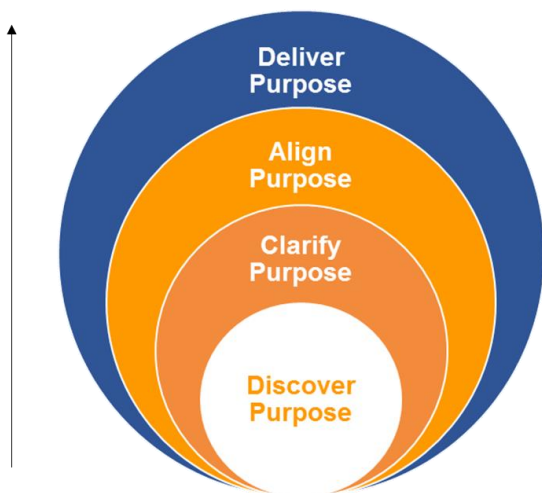 Deliver
Purpose
Align
Purpose
Clarify
Purpose
Discover
Purpose